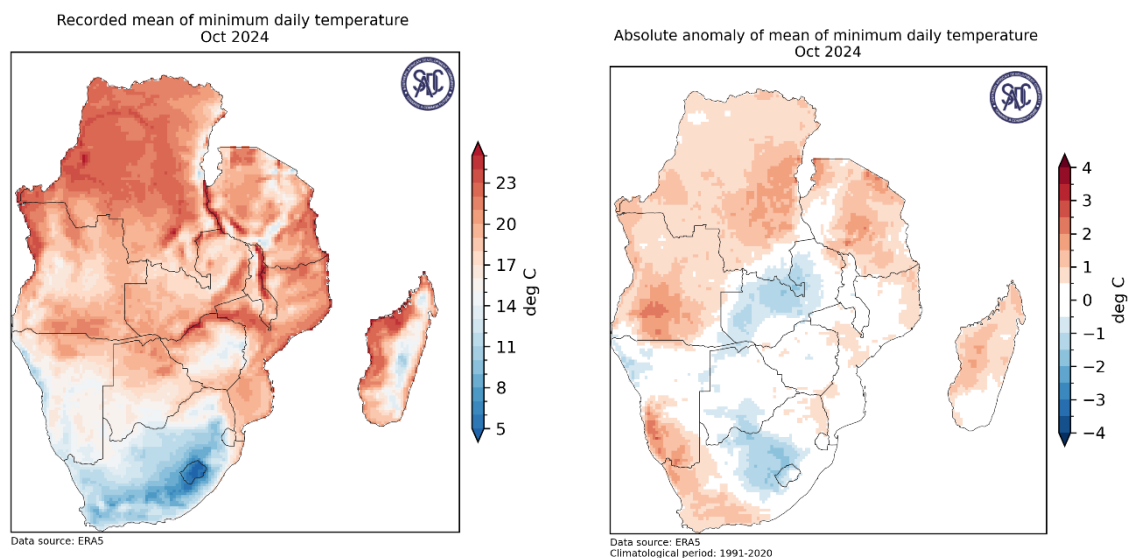 Recorded mean of minimum daily temperature
Oct 2024
SADC
23
20
17
14
11
8
5
deg C
Data source: ERA5
Absolute anomaly of mean of minimum daily temperature
Oct 2024
SADC
4
3
2
1
0
−1
−2
−3
−4
deg C
Data source: ERA5
Climatological period: 1991-2020